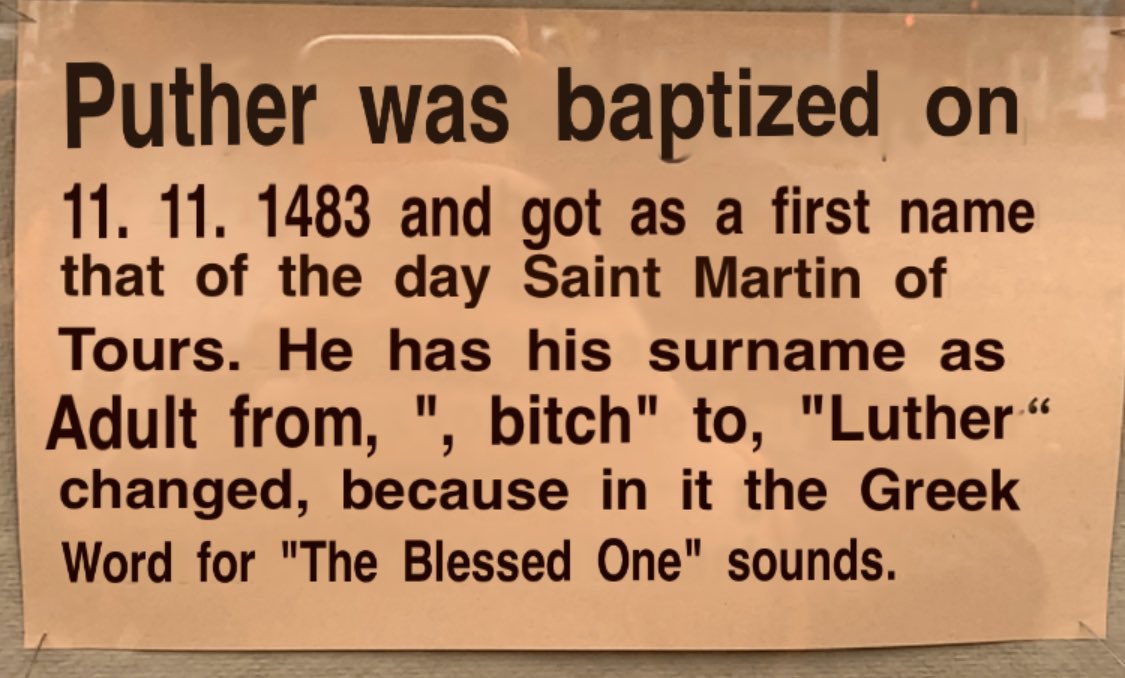 Puther was baptized on
11. 11. 1483 and got as a first name
that of the day Saint Martin of
Tours. He has his surname as
Adult from, ", bitch" to, "Luther“
changed, because in it the Greek
Word for "The Blessed One" sounds.